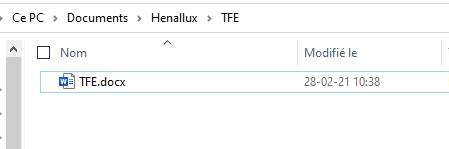 Ce PC > Documents > Henallux > TFE
Nom Modifié le
TFE.docx 28-02-21 10:38